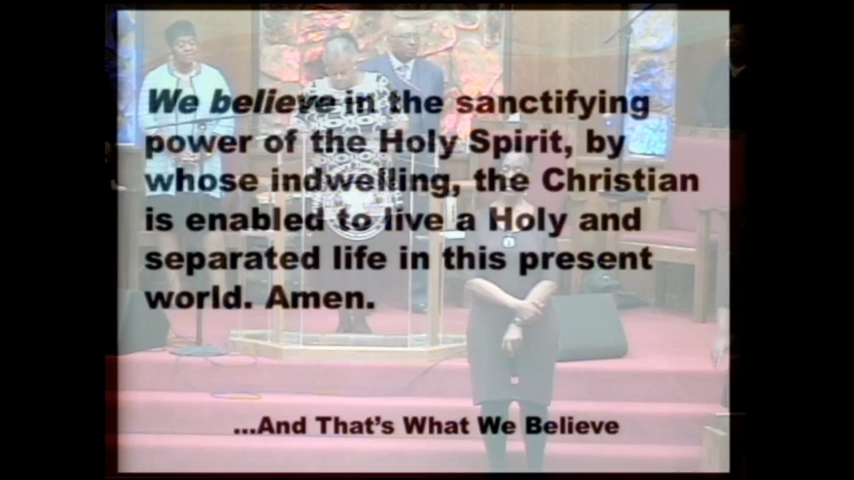 We believe in the sanctifying
power of the Holy Spirit, by
whose indwelling, the Christian
is enabled to live a Holy and
separated life in this present
world. Amen.
...And That's What We Believe